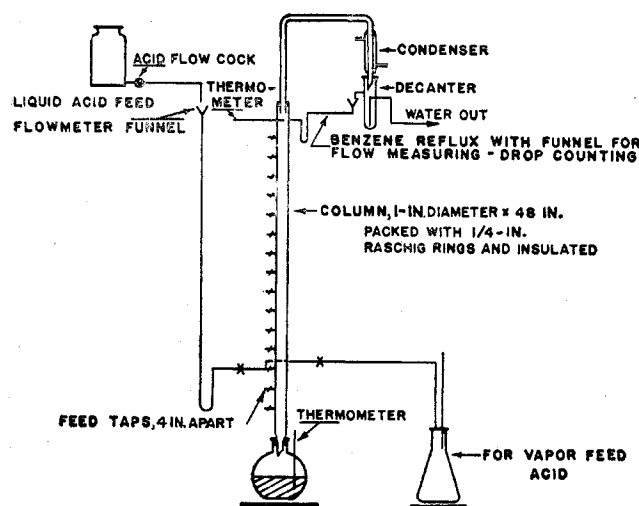 ACID FLOW COCK
LIQUID ACID FEED
FLOWMETER FUNNEL
THERMO-
METER
CONDENSER
DECANTER
WATER OUT
BENZENE REFLUX WITH FUNNEL FOR
FLOW MEASURING - DROP COUNTING
COLUMN, 1-IN. DIAMETER × 48 IN.
PACKED WITH 1/4-IN.
RASCHIG RINGS AND INSULATED
FEED TAPS, 4 IN. APART
THERMOMETER
FOR VAPOR FEED
ACID